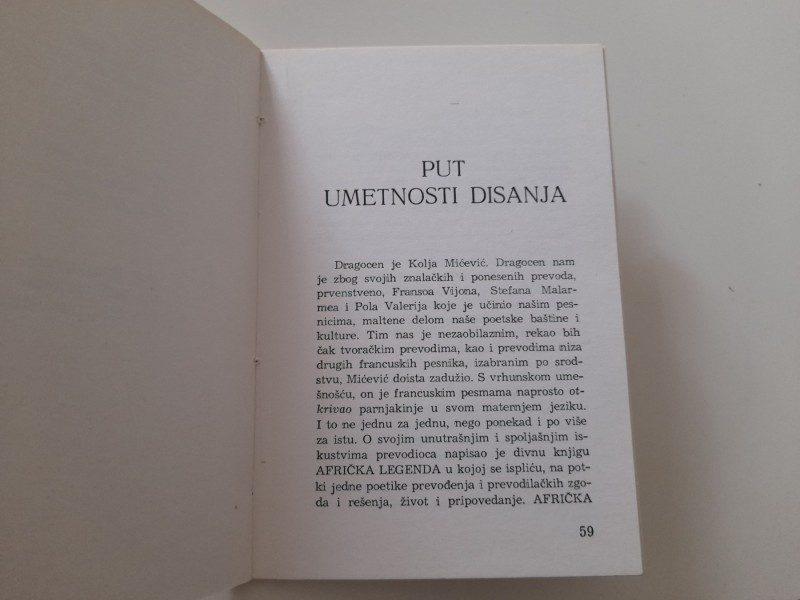 PUT
UMETNOSTI DISANJA
Dragocen je Kolja Mićević. Dragocen nam
je zbog svojih znalačkih i ponesenih prevoda,
prvenstveno, Fransoa Vijona, Stefana Malar-
mea i Pola Valerija koje je učinio našim pes-
nicima, maltene delom naše poetske baštine i
kulture. Tim nas je nezaobilaznim, rekao bih
čak tvoračkim prevodima, kao i prevodima niza
drugih francuskih pesnika, izabranim po srod-
stvu, Mićević doista zadužio. S vrhunskom ume-
šnošću, on je francuskim pesmama naprosto ot-
krivao parnjakinje u svom maternjem jeziku.
I to ne jednu za jednu, nego ponekad i po više
za istu. O svojim unutrašnjim i spoljašnjim is-
kustvima prevodioca napisao je divnu knjigu
AFRIČKA LEGENDA u kojoj se ispliću, na pot-
ki jedne poetike prevođenja i prevodilačkih zgo-
da i rešenja, život i pripovedanje. AFRIČKA
59